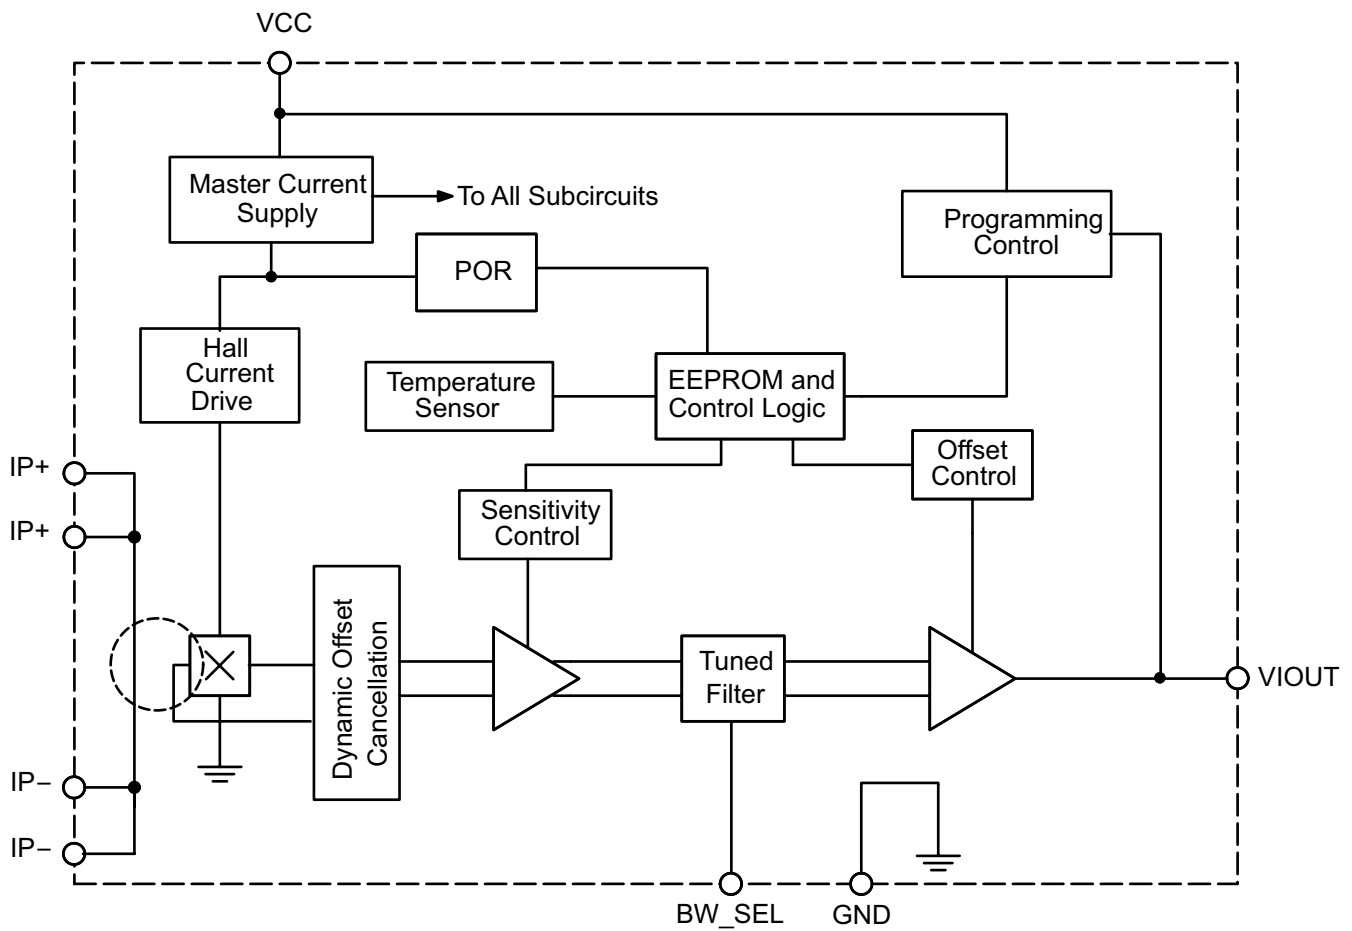 VCC
Master Current
Supply
To All Subcircuits
Programming
Control
POR
Hall
Current
Drive
Temperature
Sensor
EEPROM and
Control Logic
Offset
Control
IP+
IP+
Sensitivity
Control
Dynamic Offset
Cancellation
Tuned
Filter
VIOUT
IP–
IP–
BW_SEL
GND